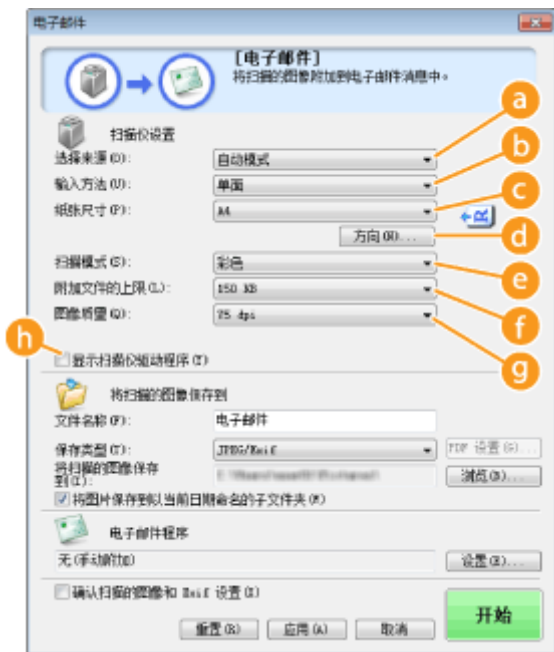 电子邮件
[电子邮件]
将扫描的图像附加到电子邮件消息中。
a
扫描仪设置
b
选择来源(O): 自动模式
输入方法(U): 单面
c
纸张尺寸(P): A4
方向(N)... d
扫描模式(S): 彩色 e
附加文件的上限(L): 150 KB f
图像质量(Q): 75 dpi g
h
显示扫描仪驱动程序(T)
将扫描的图像保存到
文件名称(F): 电子邮件
保存类型(T): JPEG/Exif PDF 设置(G)...
将扫描的图像保存到(I): 浏览(B)...
将图片保存到以当前日期命名的子文件夹(M)
电子邮件程序
无(手动附加) 设置(E)...
确认扫描的图像和 Exif 设置(X)
开始
重置(R) 应用(A) 取消